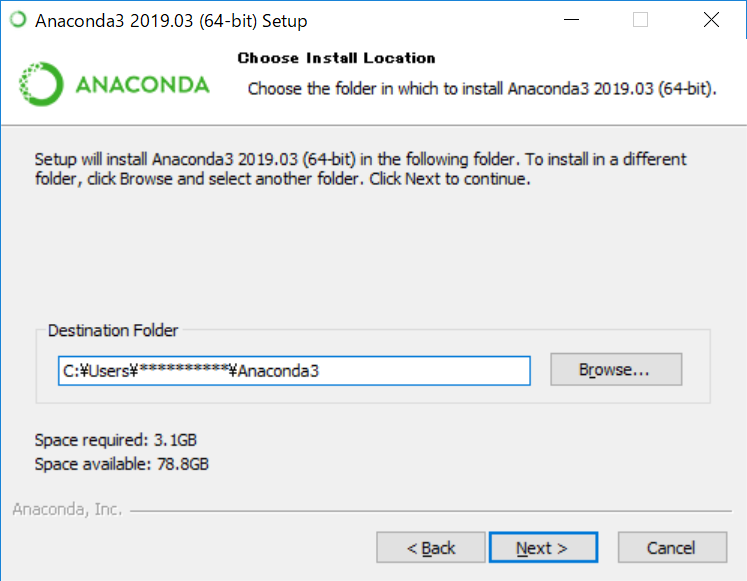 Anaconda3 2019.03 (64-bit) Setup
Choose Install Location
ANACONDA
Choose the folder in which to install Anaconda3 2019.03 (64-bit).
Setup will install Anaconda3 2019.03 (64-bit) in the following folder. To install in a different
folder, click Browse and select another folder. Click Next to continue.
Destination Folder
C:¥Users¥**********¥Anaconda3
Browse...
Space required: 3.1GB
Space available: 78.8GB
Anaconda, Inc.
< Back
Next >
Cancel